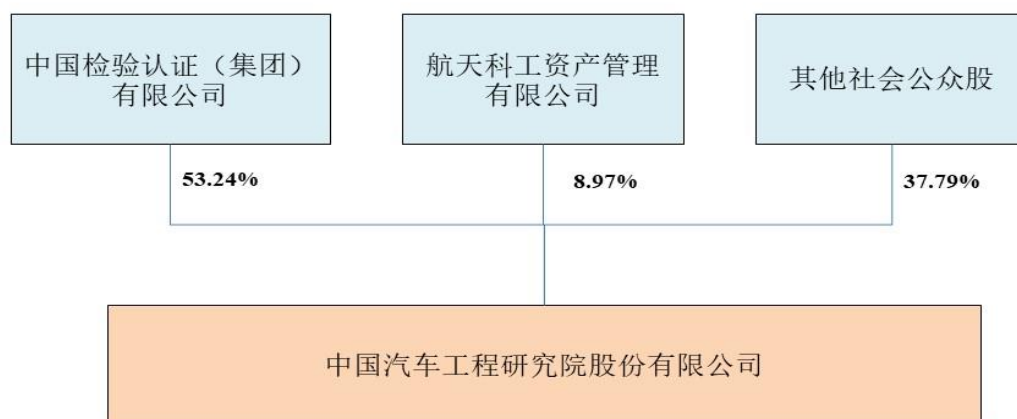 中国检验认证（集团）
有限公司
航天科工资产管理
有限公司
其他社会公众股
53.24%
8.97%
37.79%
中国汽车工程研究院股份有限公司